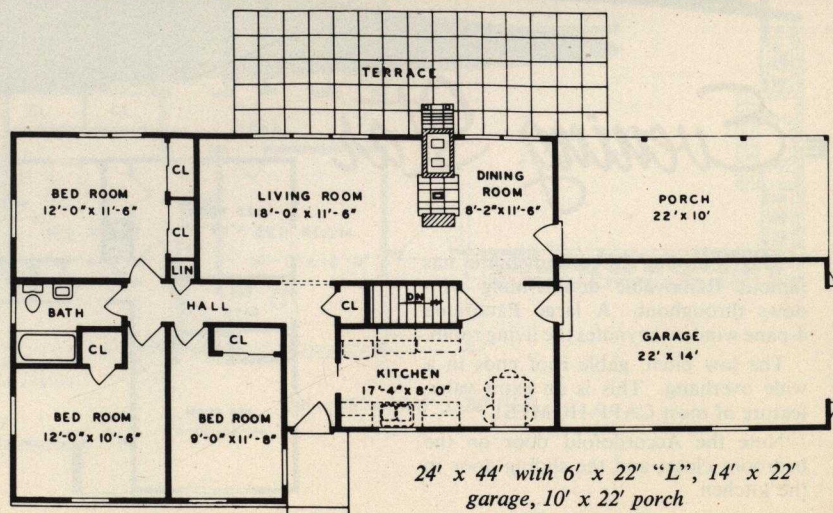 TERRACE
BED ROOM
12'-0" X 11'-6"
CL
CL
LIN
LIVING ROOM
18'-0" X 11'-6"
DINING
ROOM
8'-2"X11'-6"
PORCH
22' X 10'
BATH
HALL
CL
CL
CL
DN
KITCHEN
17'-4"X 8'-0"
GARAGE
22' X 14'
BED ROOM
12'-0" X 10'-6"
BED ROOM
9'-0"X11'-8"
24' x 44' with 6' x 22' "L", 14' x 22'
garage, 10' x 22' porch